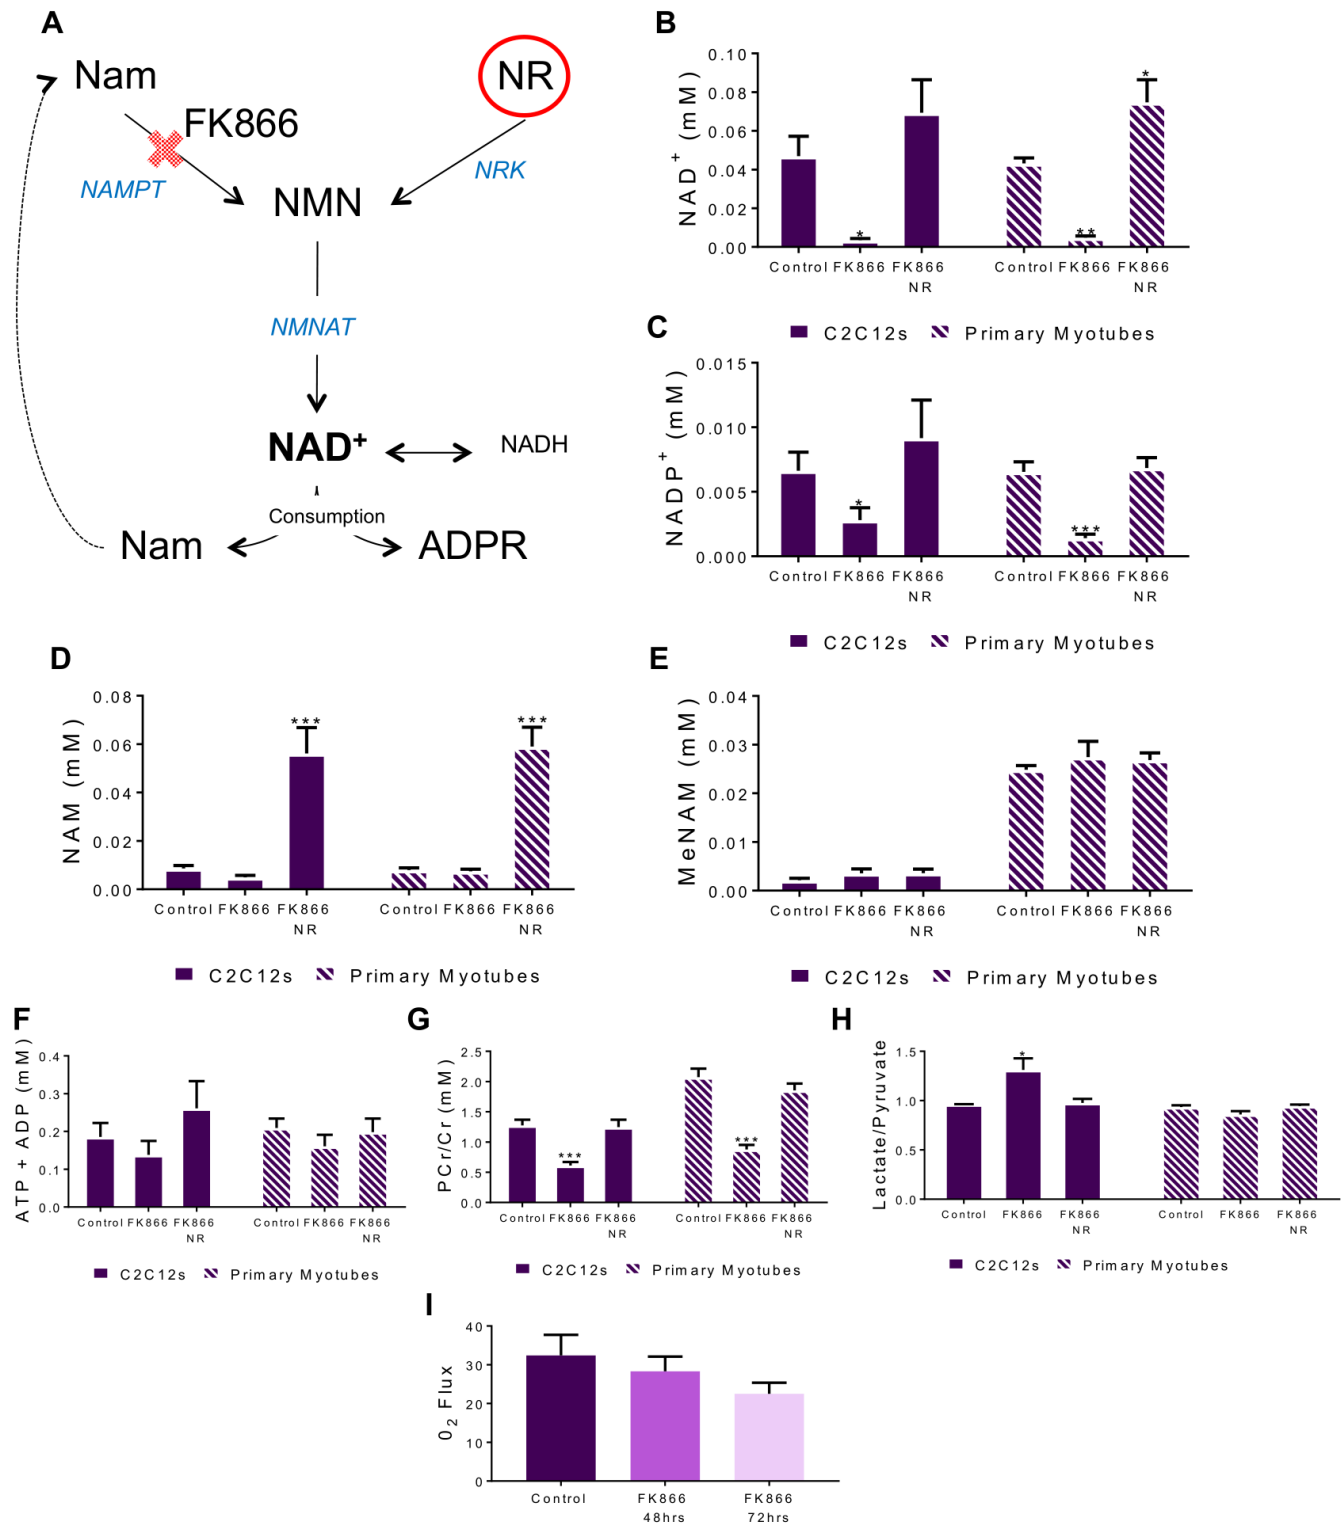 A
Nam
FK866
NAMPT
NR
NRK
NMN
NMNAT
NAD⁺
NADH
Consumption
Nam
ADPR
B
NAD⁺ (mM)
0.10
0.08
0.06
0.04
0.02
0.00
*
**
*
Control FK866 FK866 Control FK866 FK866
NR NR
C2C12s Primary Myotubes
C
NADP⁺ (mM)
0.015
0.010
0.005
0.000
*
***
Control FK866 FK866 Control FK866 FK866
NR NR
C2C12s Primary Myotubes
D
NAM (mM)
0.08
0.06
0.04
0.02
0.00
***
***
Control FK866 FK866 Control FK866 FK866
NR NR
C2C12s Primary Myotubes
E
MeNAM (mM)
0.04
0.03
0.02
0.01
0.00
Control FK866 FK866 Control FK866 FK866
NR NR
C2C12s Primary Myotubes
F
ATP + ADP (mM)
0.4
0.3
0.2
0.1
0.0
Control FK866 FK866 Control FK866 FK866
NR NR
C2C12s Primary Myotubes
G
PCr/Cr (mM)
2.5
2.0
1.5
1.0
0.5
0.0
***
***
Control FK866 FK866 Control FK866 FK866
NR NR
C2C12s Primary Myotubes
H
Lactate/Pyruvate
1.5
1.0
0.5
0.0
*
Control FK866 FK866 Control FK866 FK866
NR NR
C2C12s Primary Myotubes
I
0₂ Flux
40
30
20
10
0
Control FK866 FK866
48hrs 72hrs